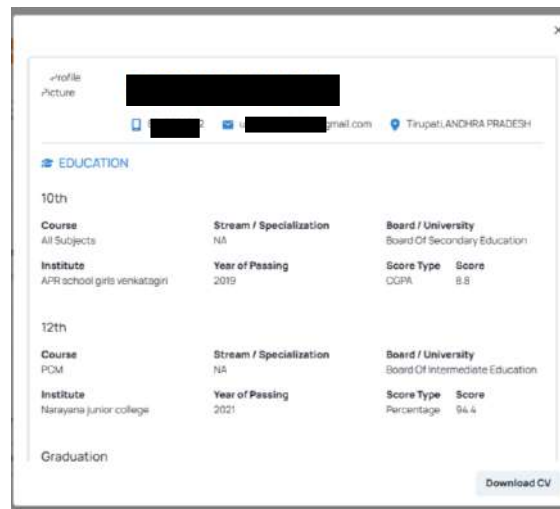 Profile
Picture
gmail.com Tirupati,ANDHRA PRADESH
EDUCATION
10th
Course Stream / Specialization Board / University
All Subjects NA Board Of Secondary Education
Institute Year of Passing Score Type Score
APR school girls venkatagiri 2019 CGPA 8.8
12th
Course Stream / Specialization Board / University
PCM NA Board Of Intermediate Education
Institute Year of Passing Score Type Score
Narayana junior college 2021 Percentage 94.4
Graduation
Download CV